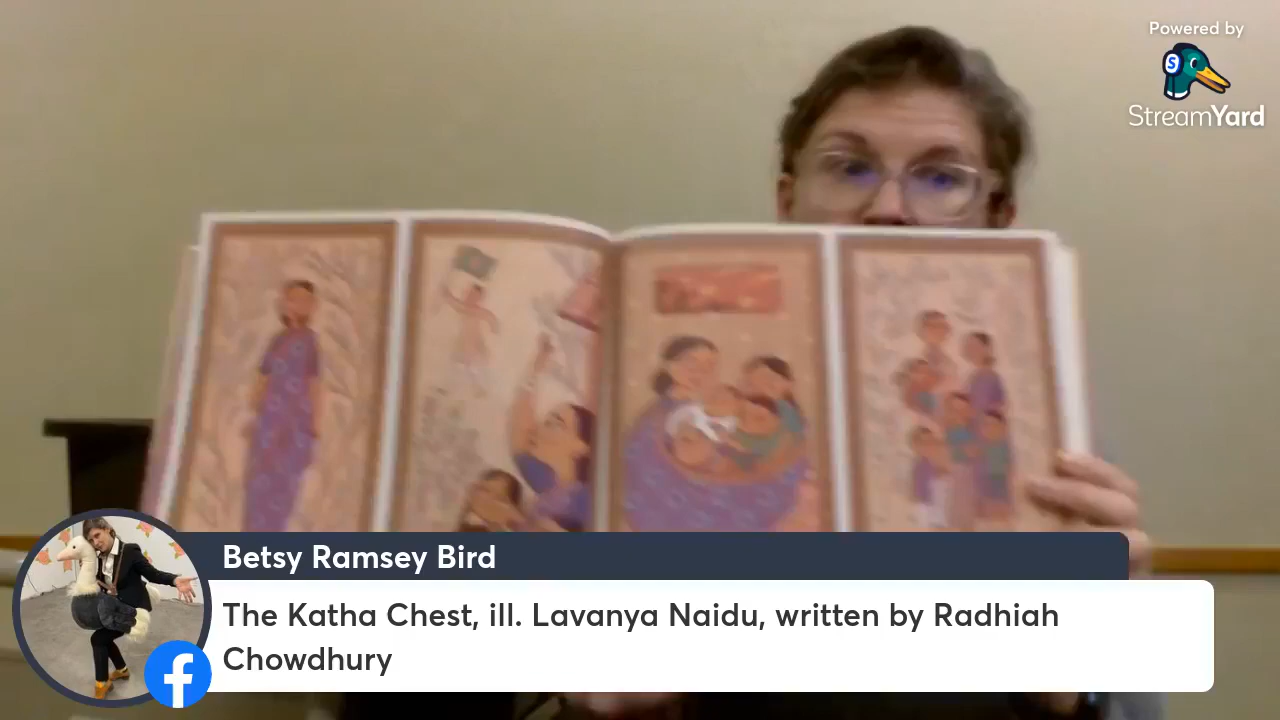 Powered by
StreamYard
Betsy Ramsey Bird
The Katha Chest, ill. Lavanya Naidu, written by Radhiah
Chowdhury